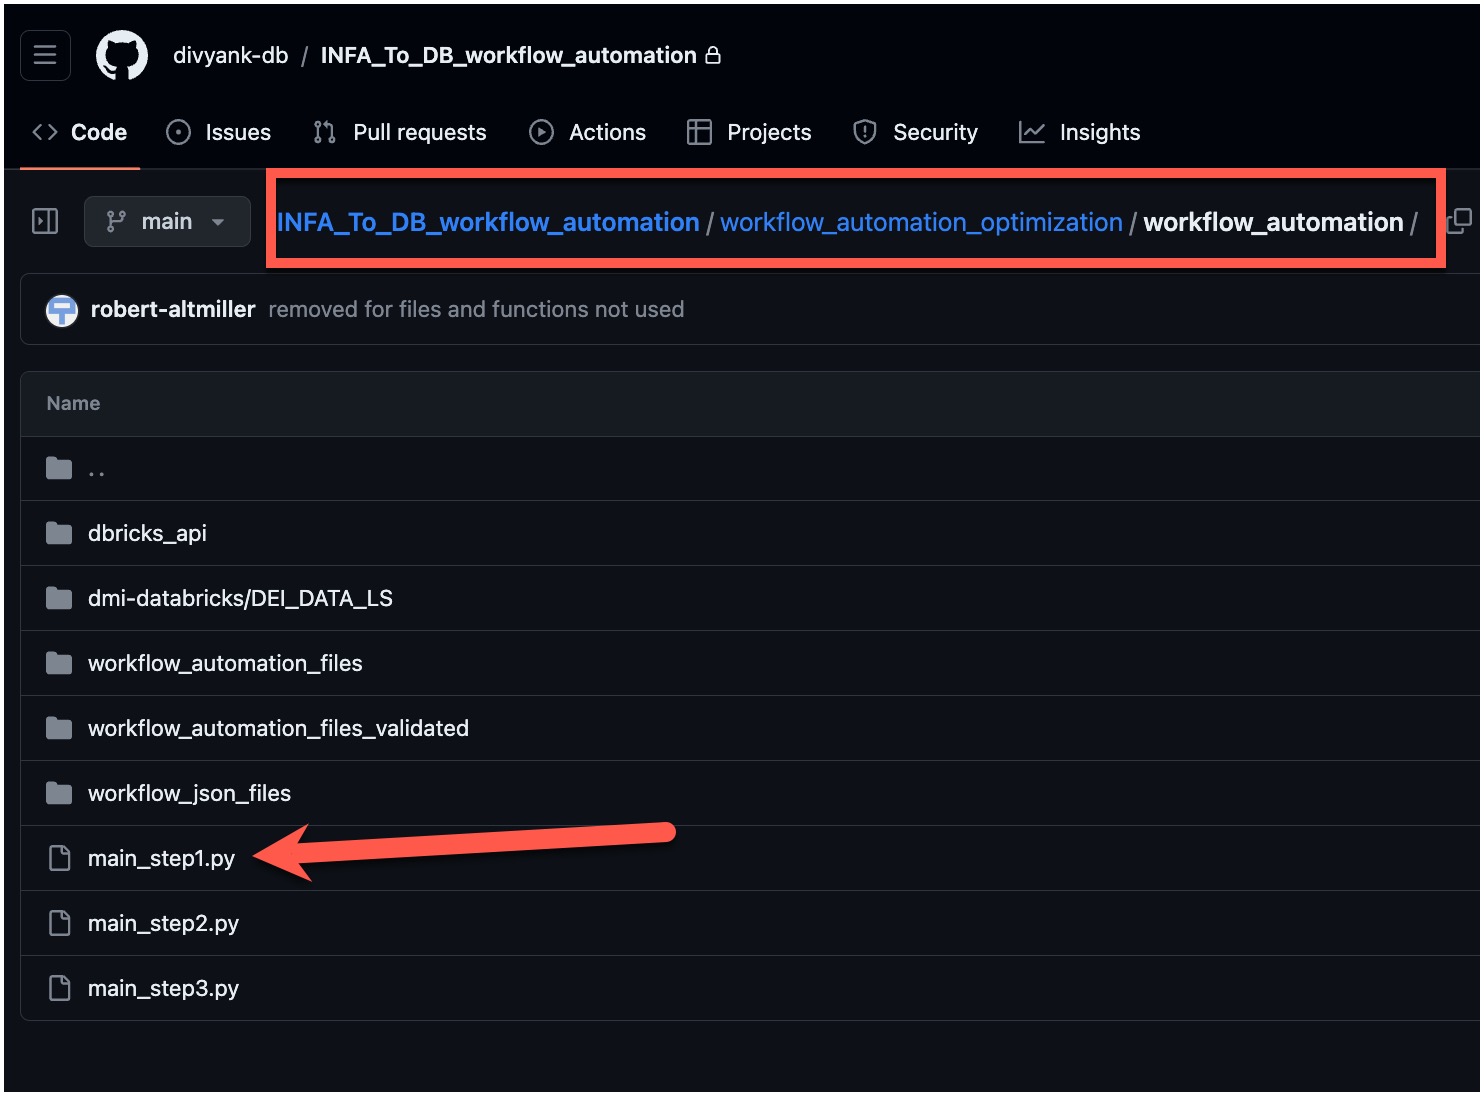 divyank-db / INFA_To_DB_workflow_automation
Code Issues Pull requests Actions Projects Security Insights
main INFA_To_DB_workflow_automation / workflow_automation_optimization / workflow_automation /
robert-altmiller removed for files and functions not used
Name
..
dbricks_api
dmi-databricks/DEI_DATA_LS
workflow_automation_files
workflow_automation_files_validated
workflow_json_files
main_step1.py
main_step2.py
main_step3.py